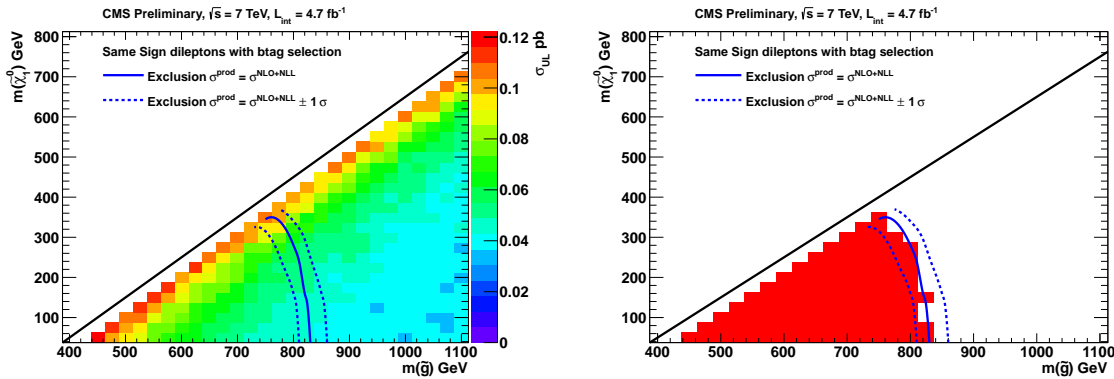 CMS Preliminary, √s = 7 TeV, L_int = 4.7 fb⁻¹
m(χ̃₁⁰) GeV
800
700
600
500
400
300
200
100
Same Sign dileptons with btag selection
Exclusion σ^prod = σ^NLO+NLL
Exclusion σ^prod = σ^NLO+NLL ± 1 σ
400 500 600 700 800 900 1000 1100
m(g̃) GeV
σ_UL pb
0.12
0.1
0.08
0.06
0.04
0.02
0
CMS Preliminary, √s = 7 TeV, L_int = 4.7 fb⁻¹
m(χ̃₁⁰) GeV
800
700
600
500
400
300
200
100
Same Sign dileptons with btag selection
Exclusion σ^prod = σ^NLO+NLL
Exclusion σ^prod = σ^NLO+NLL ± 1 σ
400 500 600 700 800 900 1000 1100
m(g̃) GeV